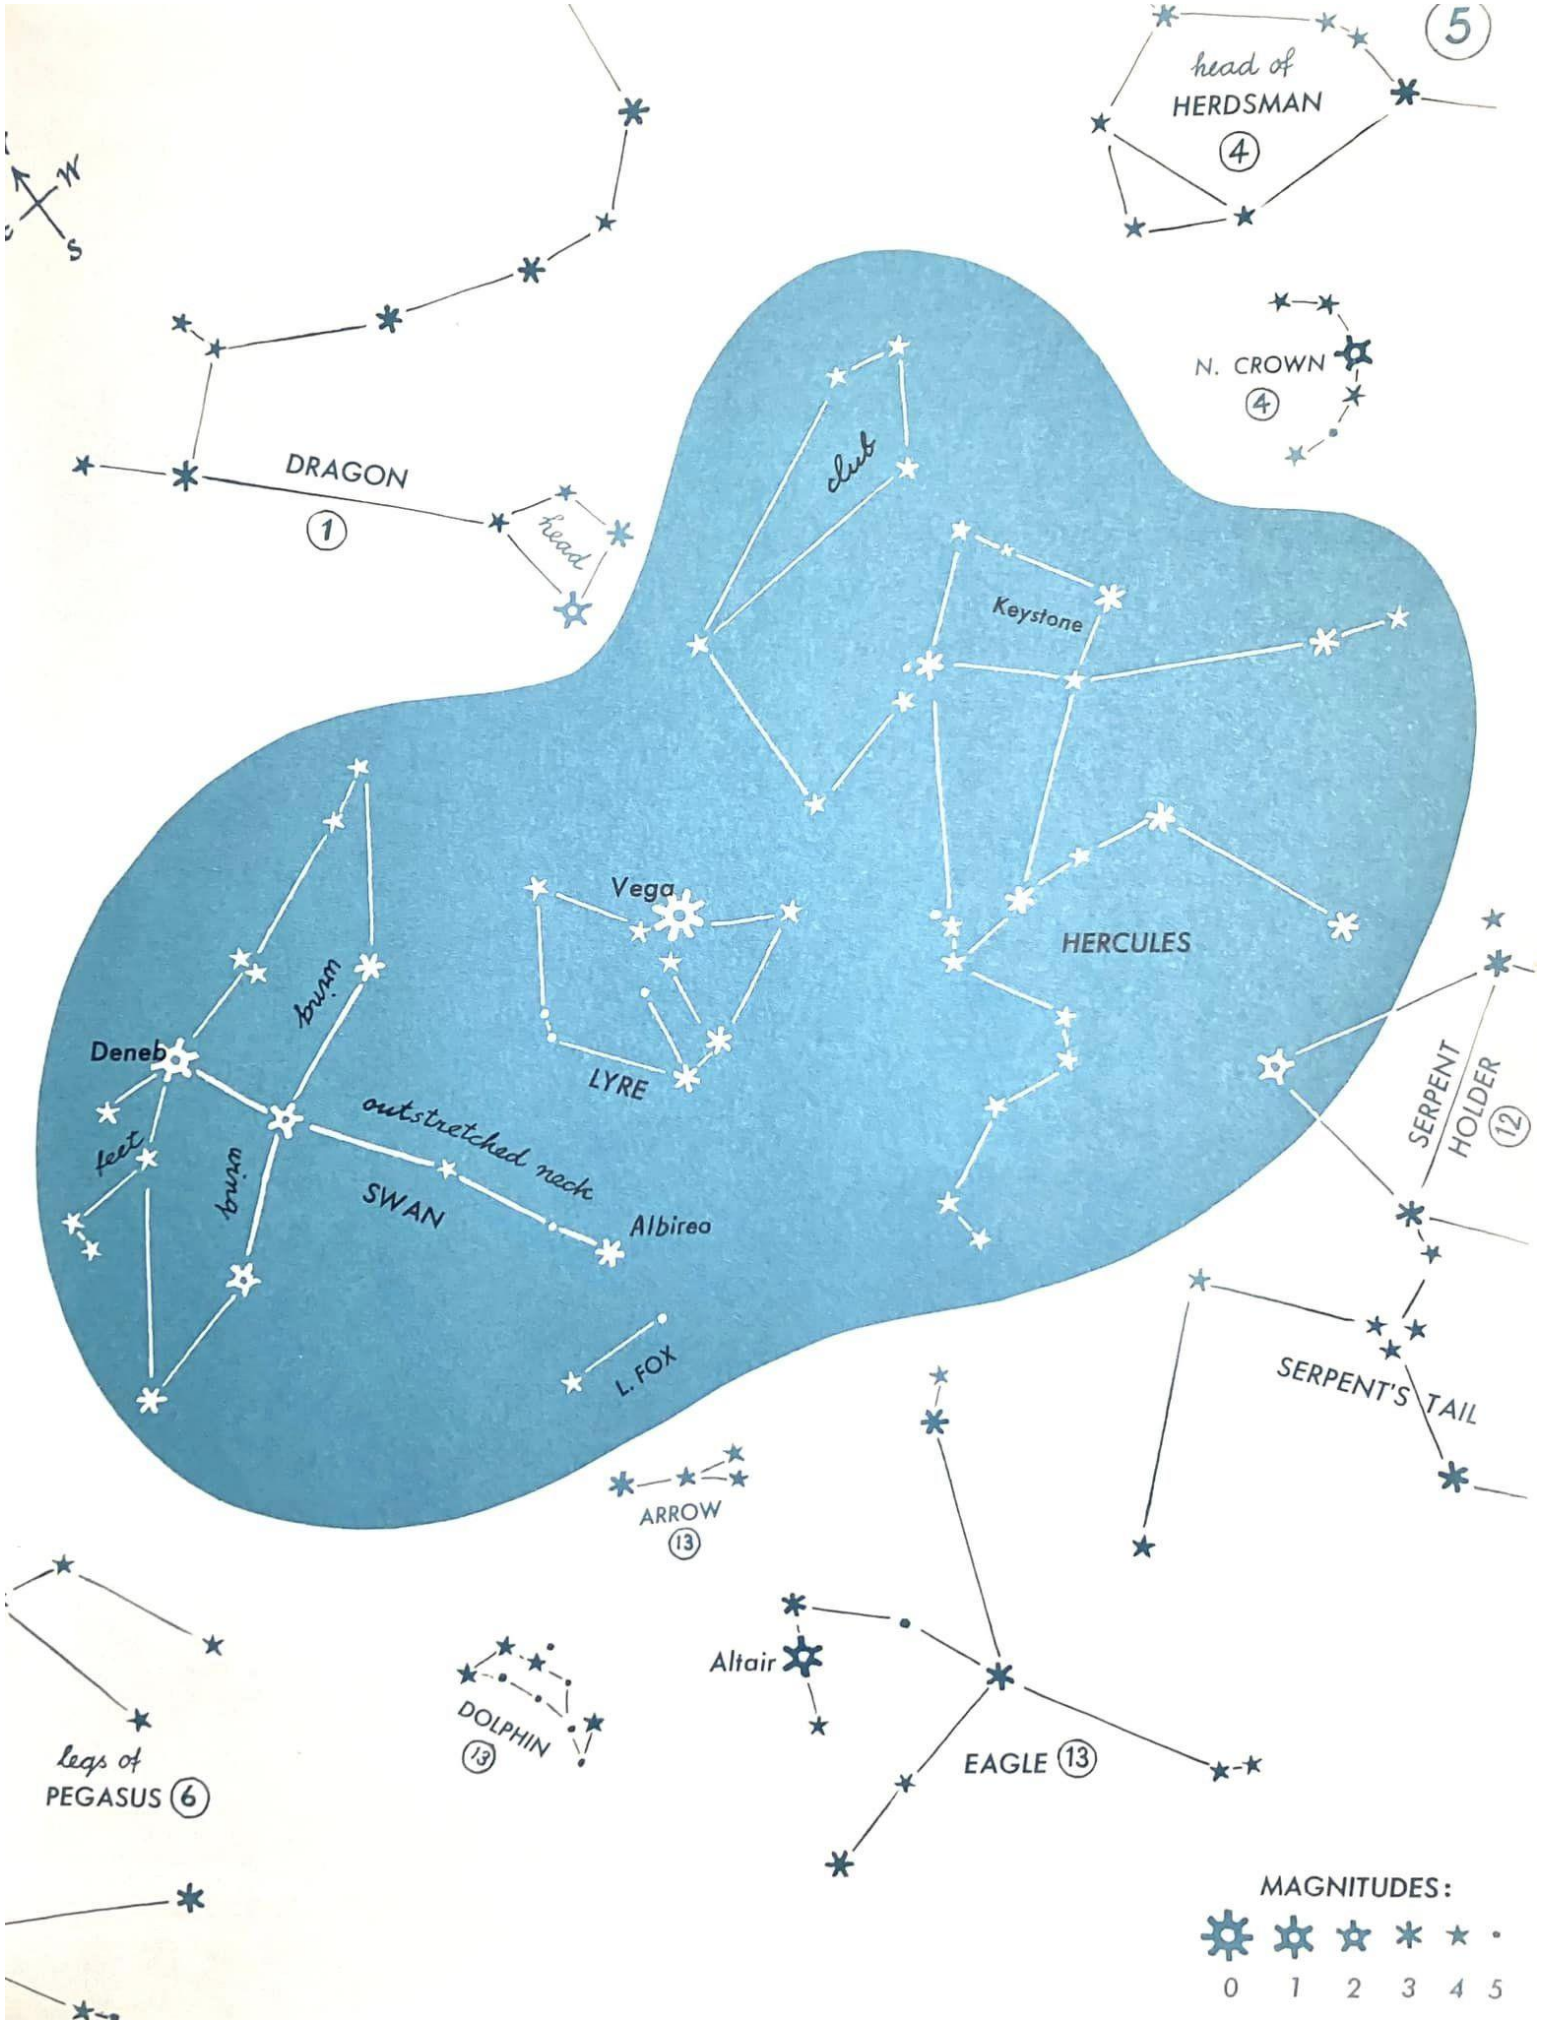 5
head of
HERDSMAN
4
W
S
N. CROWN
4
club
DRAGON
1
head
Keystone
Vega
wing
HERCULES
Deneb
LYRE
SERPENT
HOLDER
12
outstretched neck
feet
wing
SWAN
Albireo
L. FOX
SERPENT'S TAIL
ARROW
13
Altair
DOLPHIN
13
EAGLE 13
legs of
PEGASUS 6
MAGNITUDES:
0 1 2 3 4 5